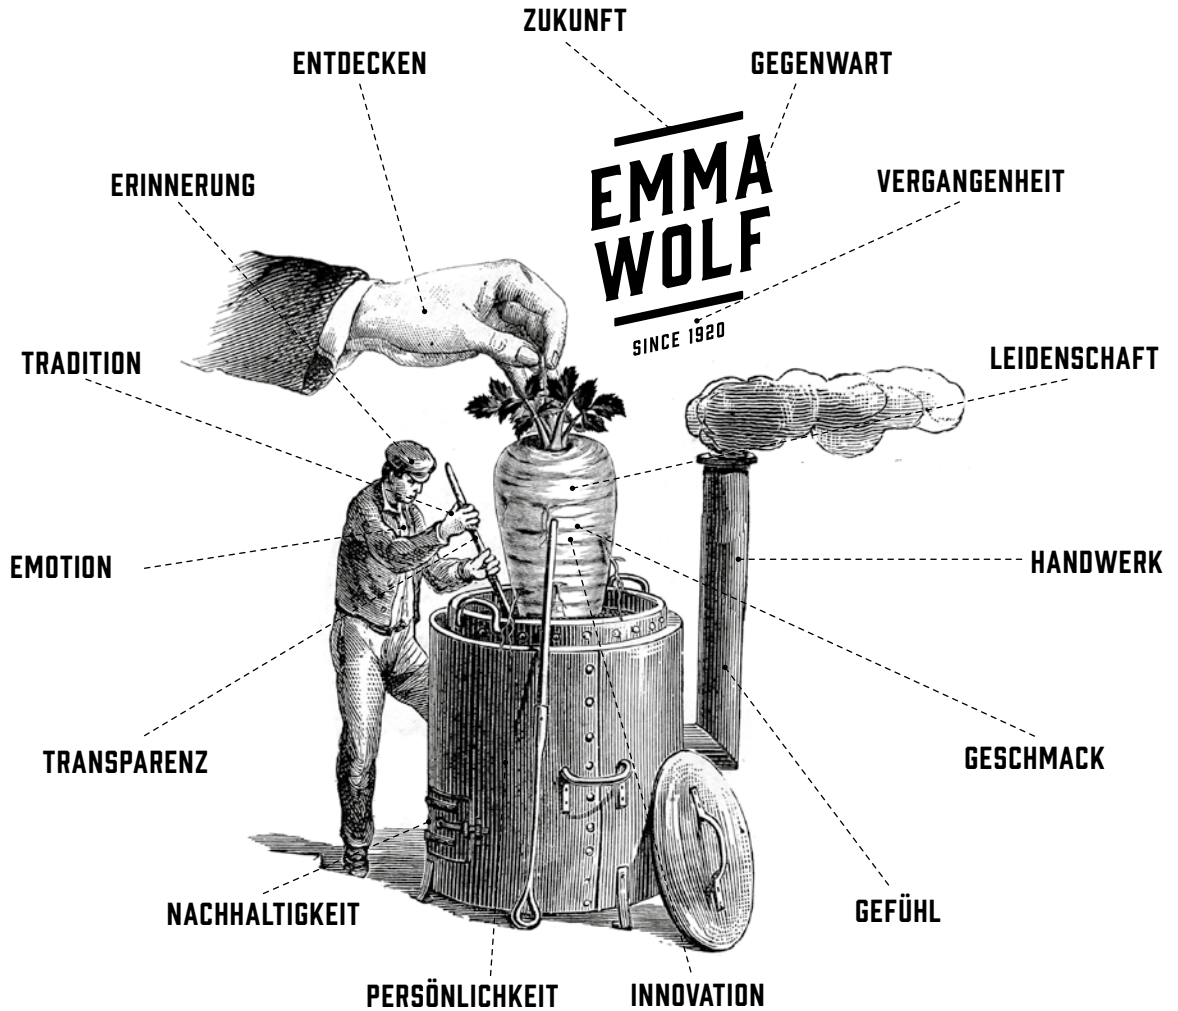 ZUKUNFT
ENTDECKEN
GEGENWART
ERINNERUNG
EMMA
WOLF
SINCE 1920
VERGANGENHEIT
TRADITION
LEIDENSCHAFT
EMOTION
HANDWERK
TRANSPARENZ
GESCHMACK
NACHHALTIGKEIT
GEFÜHL
PERSÖNLICHKEIT
INNOVATION